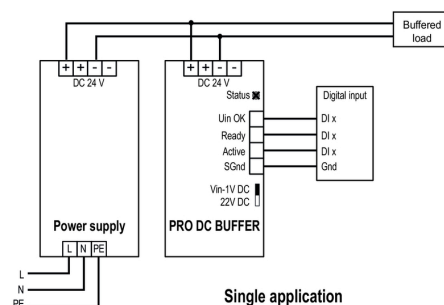 Buffered
load
+ + - -
DC 24 V
+ + - -
DC 24 V
Status
Digital input
Uin OK
DI x
Ready
DI x
Active
DI x
SGnd
Gnd
Vin-1V DC
22V DC
Power supply
PRO DC BUFFER
L N PE
L
N
PE
Single application